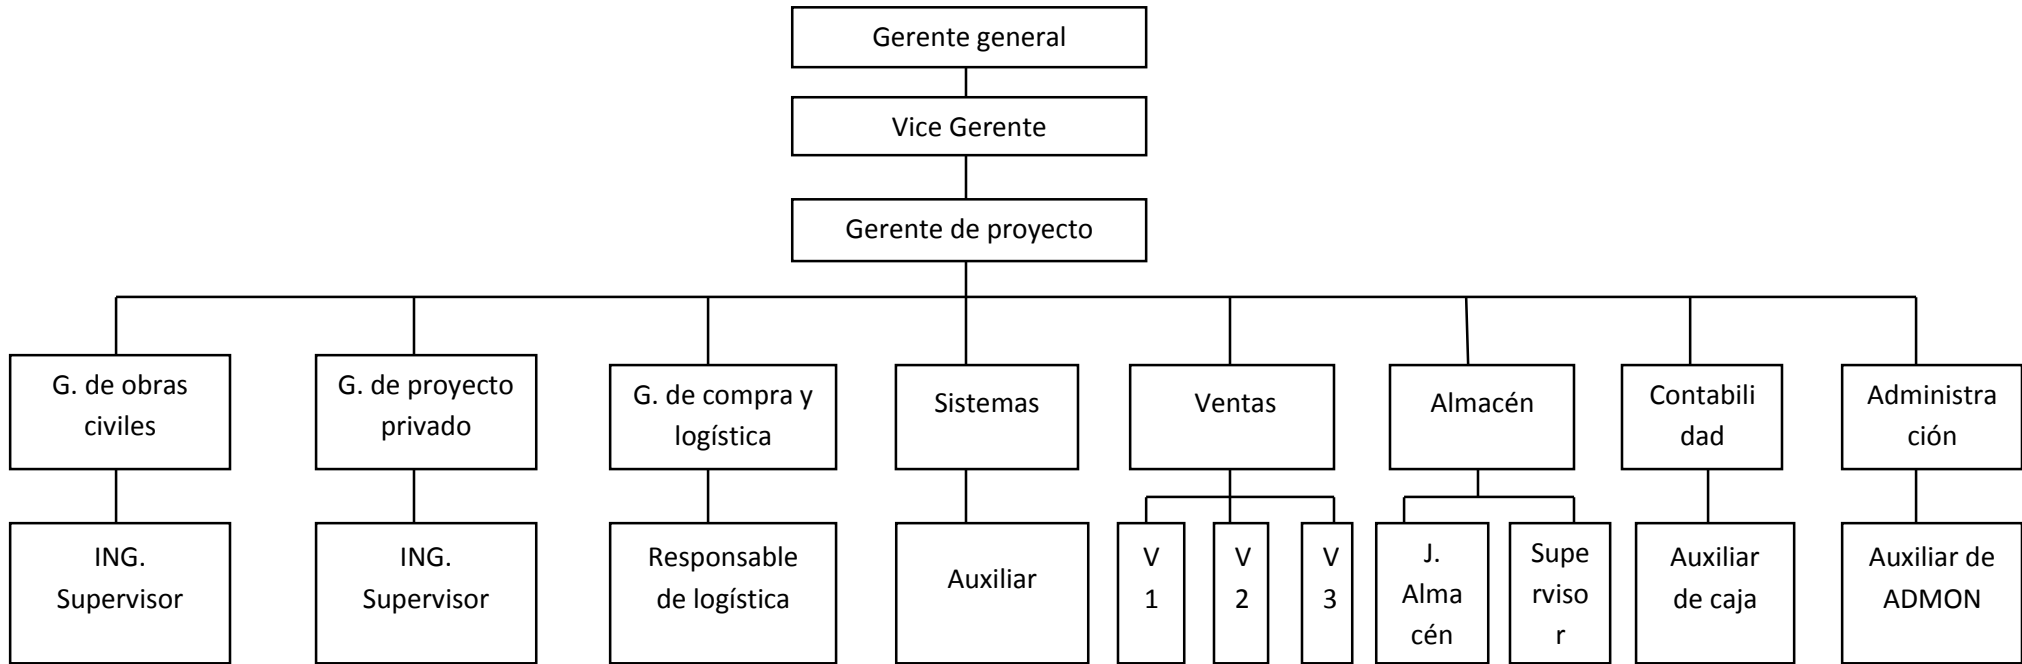 Gerente general
Vice Gerente
Gerente de proyecto
G. de obras
civiles
G. de proyecto
privado
G. de compra y
logística
Sistemas
Ventas
Almacén
Contabili
dad
Administra
ción
ING.
Supervisor
ING.
Supervisor
Responsable
de logística
Auxiliar
V
1
V
2
V
3
J.
Alma
cén
Supe
rviso
r
Auxiliar
de caja
Auxiliar de
ADMON